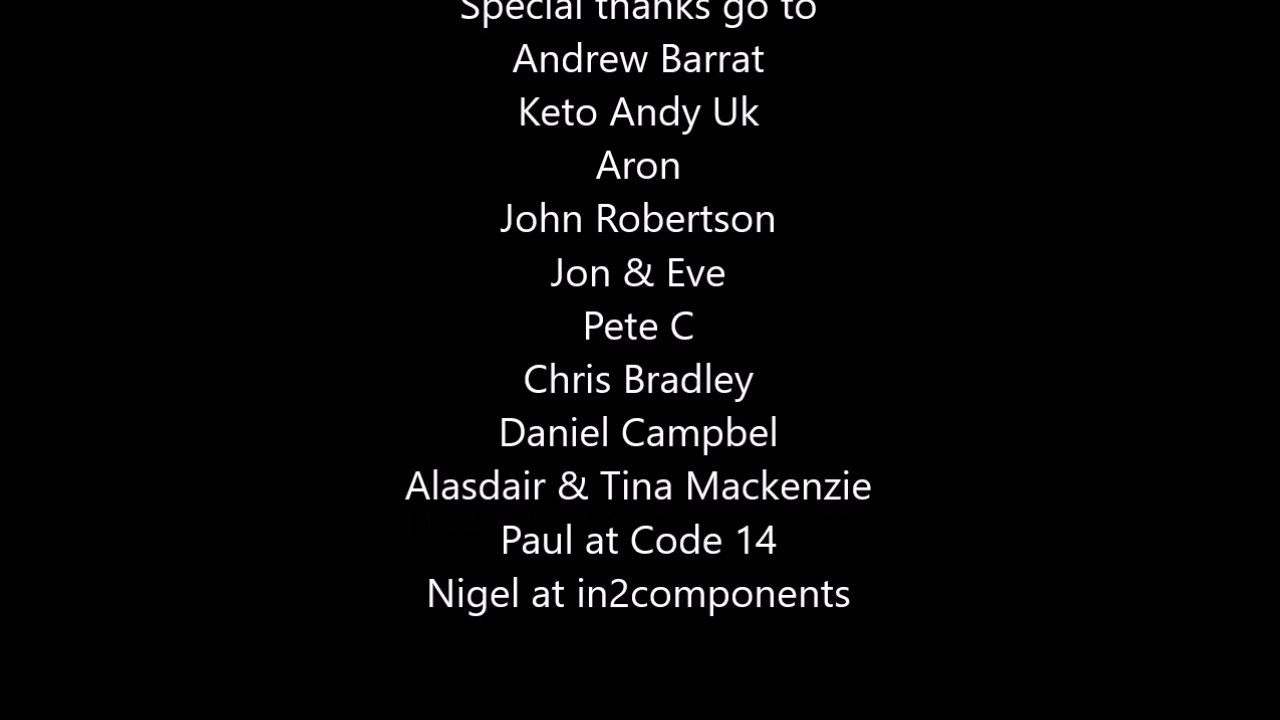 Special thanks go to
Andrew Barrat
Keto Andy Uk
Aron
John Robertson
Jon & Eve
Pete C
Chris Bradley
Daniel Campbel
Alasdair & Tina Mackenzie
Paul at Code 14
Nigel at in2components